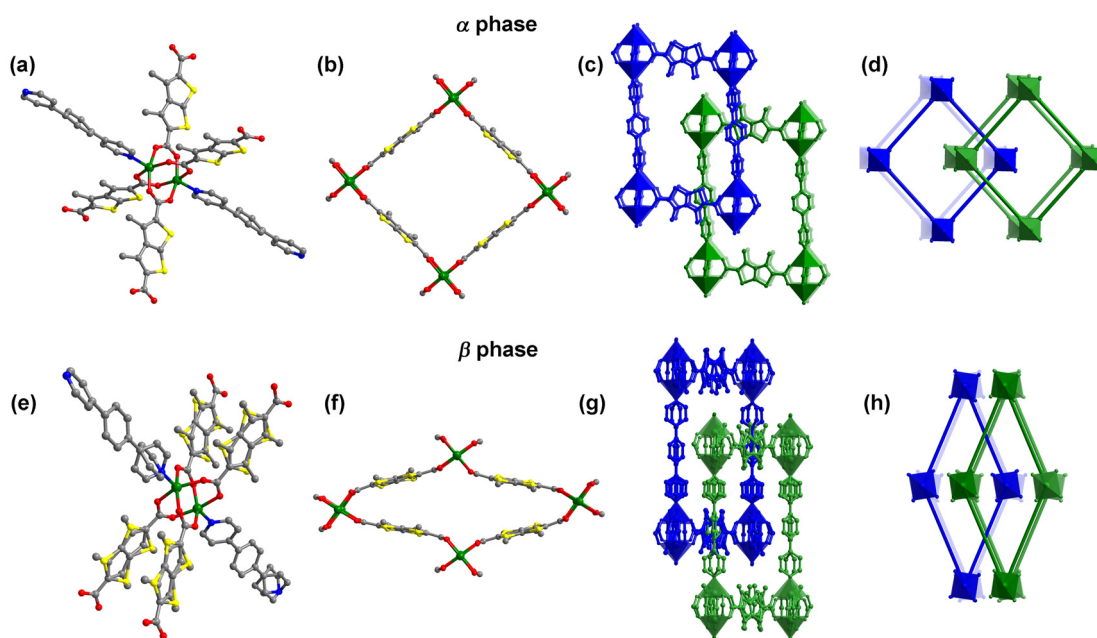 α phase
(a)
(b)
(c)
(d)
β phase
(e)
(f)
(g)
(h)